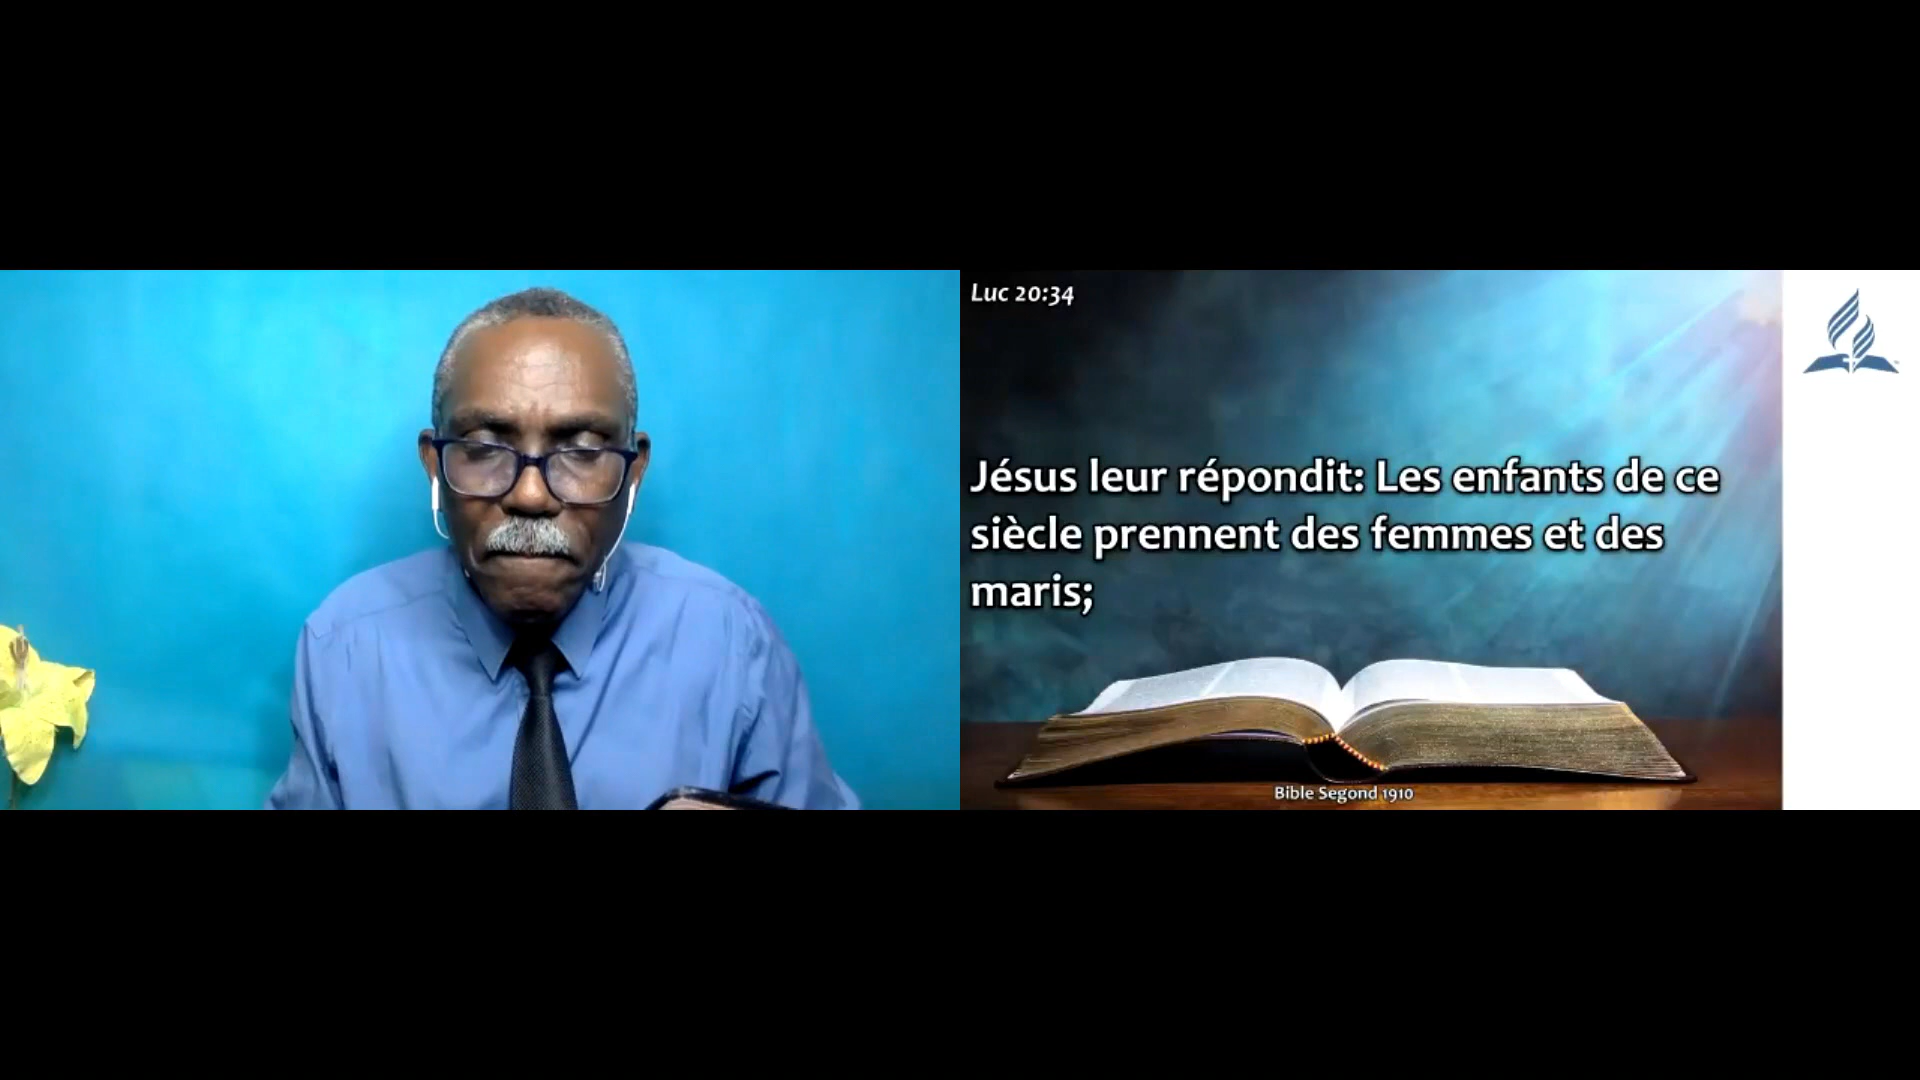 Luc 20:34
Jésus leur répondit: Les enfants de ce
siècle prennent des femmes et des
maris;
Bible Segond 1910